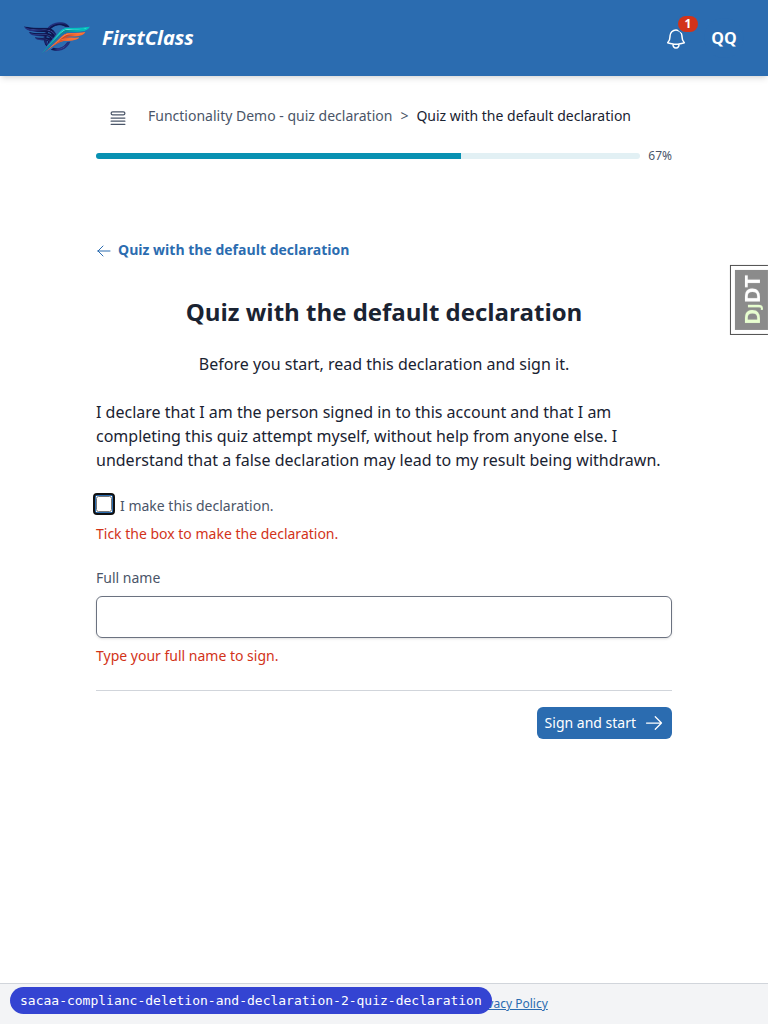 FirstClass
1
QQ
Functionality Demo - quiz declaration > Quiz with the default declaration
67%
Quiz with the default declaration
DJDT
Quiz with the default declaration
Before you start, read this declaration and sign it.
I declare that I am the person signed in to this account and that I am
completing this quiz attempt myself, without help from anyone else. I
understand that a false declaration may lead to my result being withdrawn.
I make this declaration.
Tick the box to make the declaration.
Full name
Type your full name to sign.
Sign and start
sacaa-complianc-deletion-and-declaration-2-quiz-declaration
Policy